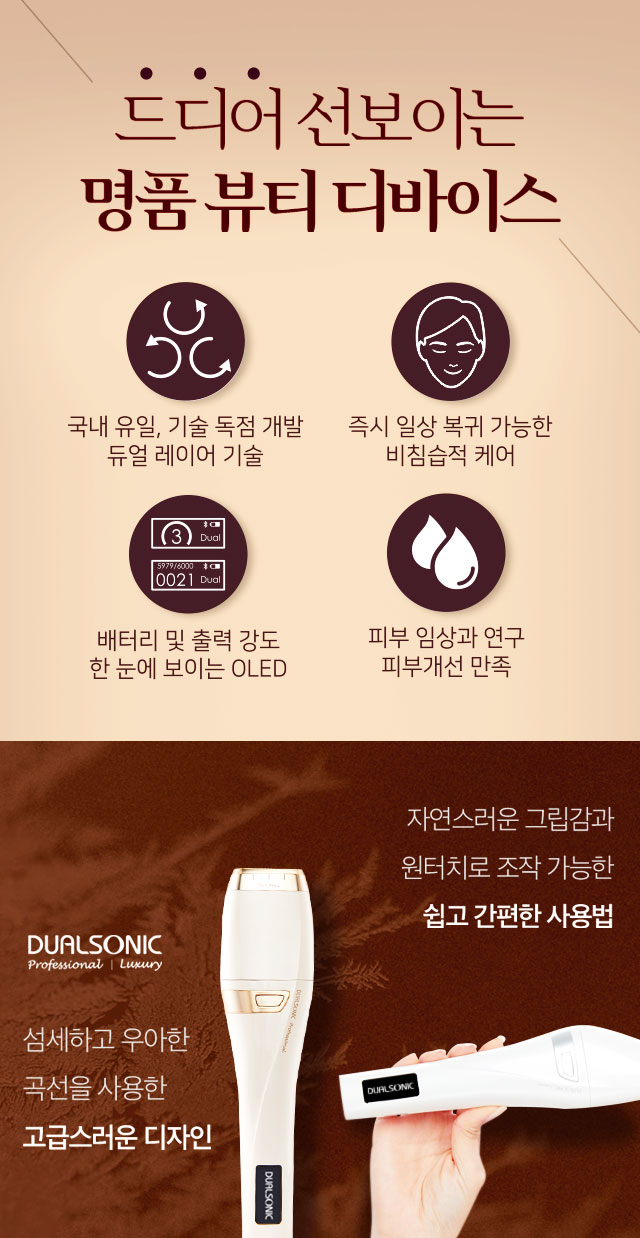 드디어 선보이는
명품 뷰티 디바이스
국내 유일, 기술 독점 개발
듀얼 레이어 기술
즉시 일상 복귀 가능한
비침습적 케어
3 Dual
5979/6000
0021 Dual
배터리 및 출력 강도
한 눈에 보이는 OLED
피부 임상과 연구
피부개선 만족
자연스러운 그립감과
원터치로 조작 가능한
쉽고 간편한 사용법
DUALSONIC
Professional | Luxury
섬세하고 우아한
곡선을 사용한
고급스러운 디자인
DUALSONIC Professional
DUALSONIC
DUALSONIC